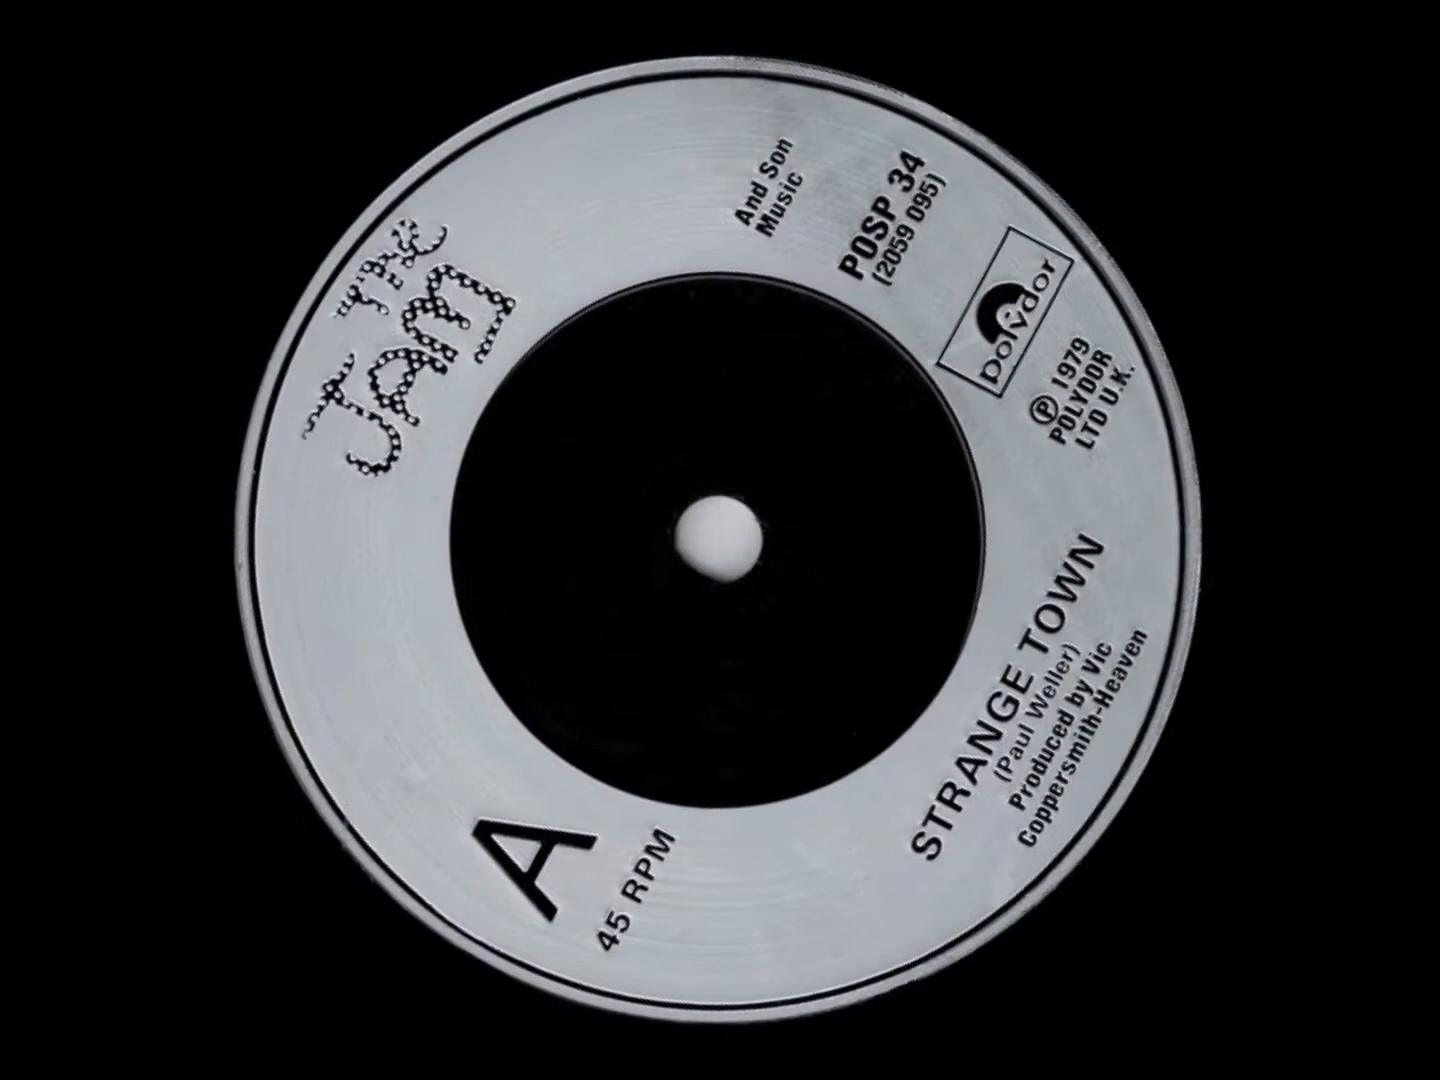 The
JAM
And Son
Music
POSP 34
(2059 095)
polydor
Ⓟ 1979
POLYDOR
LTD U.K.
A
45 RPM
STRANGE TOWN
(Paul Weller)
Produced by Vic
Coppersmith-Heaven